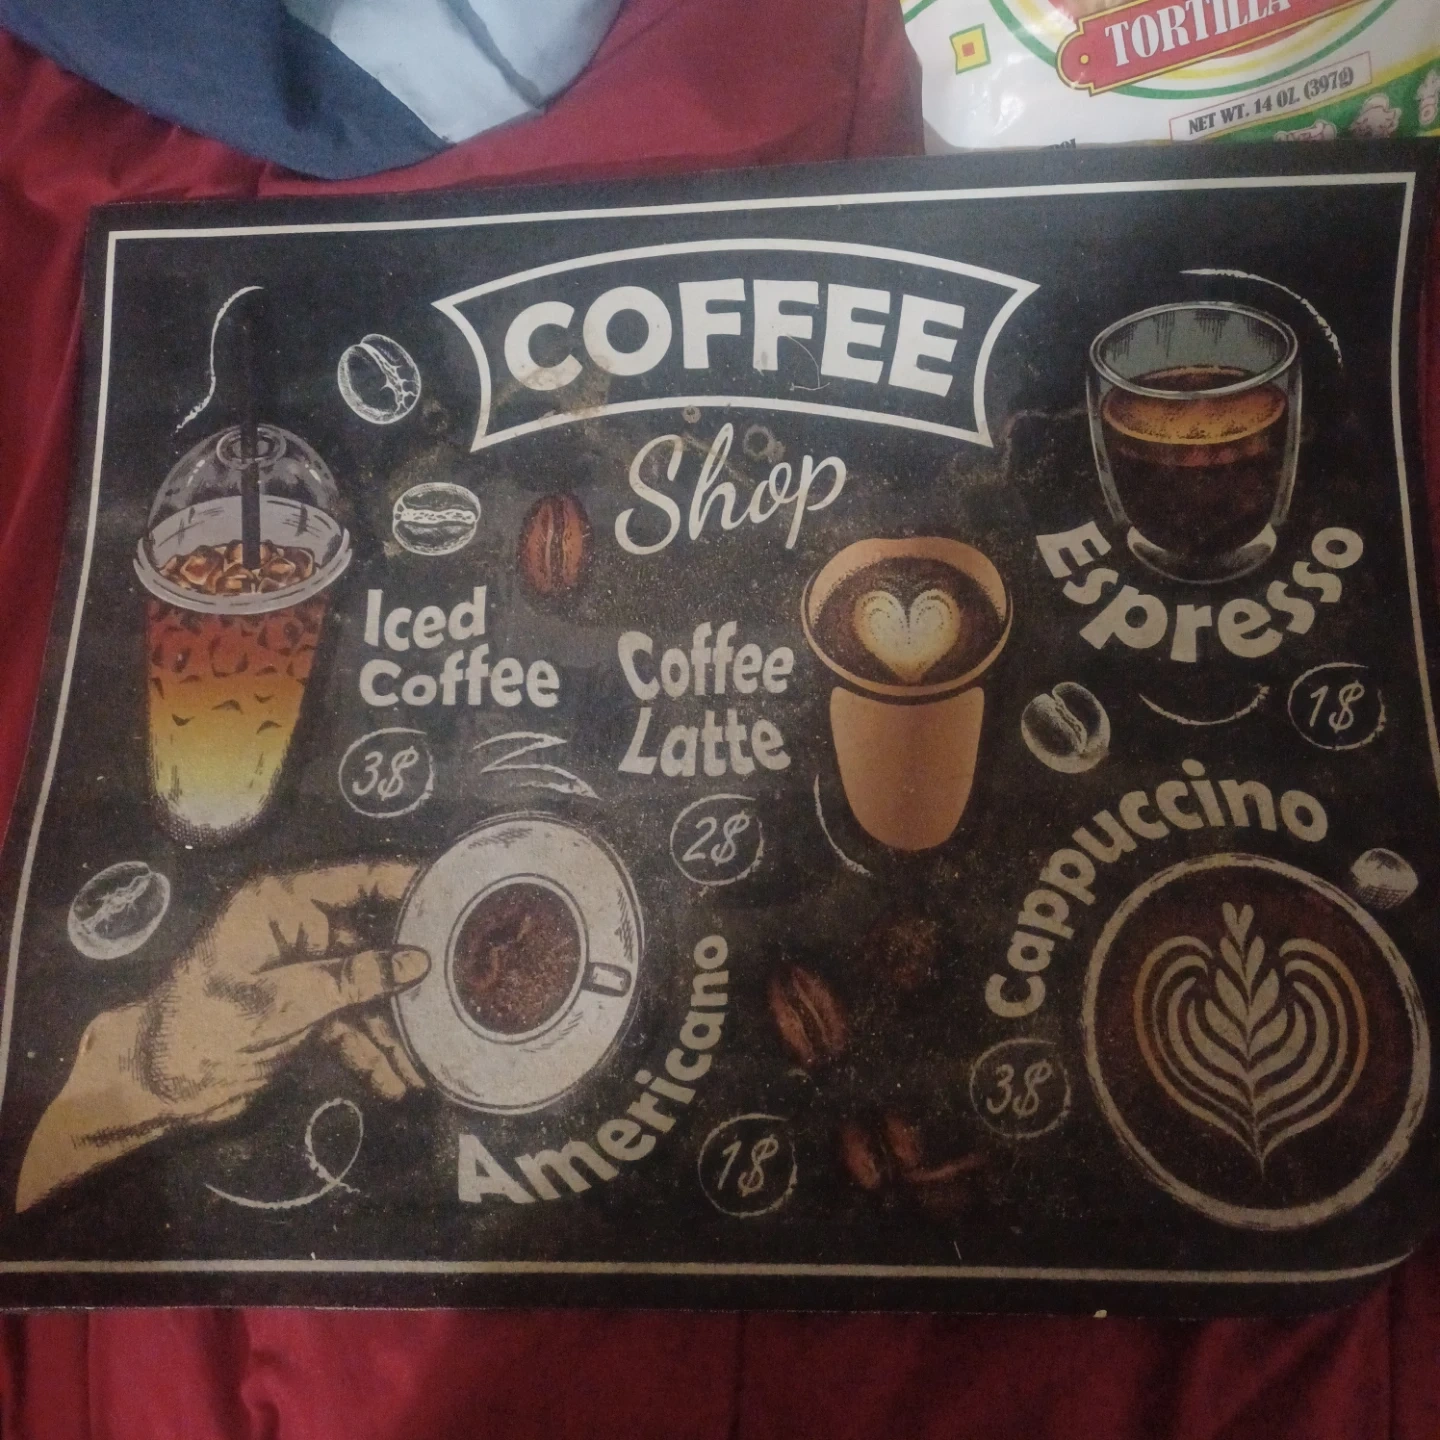 TORTILLA
NET WT. 14 OZ. (397g)
COFFEE
Shop
Iced
Coffee
3$
Coffee
Latte
2$
Espresso
1$
Cappuccino
3$
Americano
1$